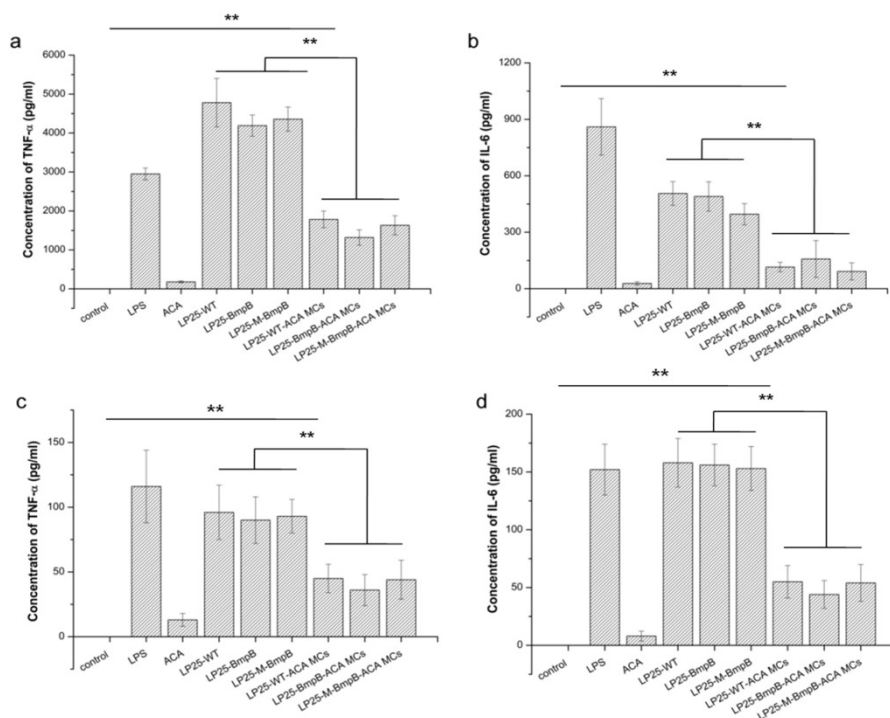 a
**
**
Concentration of TNF-α (pg/ml)
6000
5000
4000
3000
2000
1000
0
control
LPS
ACA
LP25-WT
LP25-BmpB
LP25-M-BmpB
LP25-WT-ACA MCs
LP25-BmpB-ACA MCs
LP25-M-BmpB-ACA MCs
b
**
**
Concentration of IL-6 (pg/ml)
1200
900
600
300
0
control
LPS
ACA
LP25-WT
LP25-BmpB
LP25-M-BmpB
LP25-WT-ACA MCs
LP25-BmpB-ACA MCs
LP25-M-BmpB-ACA MCs
c
**
**
Concentration of TNF-α (pg/ml)
150
100
50
0
control
LPS
ACA
LP25-WT
LP25-BmpB
LP25-M-BmpB
LP25-WT-ACA MCs
LP25-BmpB-ACA MCs
LP25-M-BmpB-ACA MCs
d
**
**
Concentration of IL-6 (pg/ml)
200
150
100
50
0
control
LPS
ACA
LP25-WT
LP25-BmpB
LP25-M-BmpB
LP25-WT-ACA MCs
LP25-BmpB-ACA MCs
LP25-M-BmpB-ACA MCs